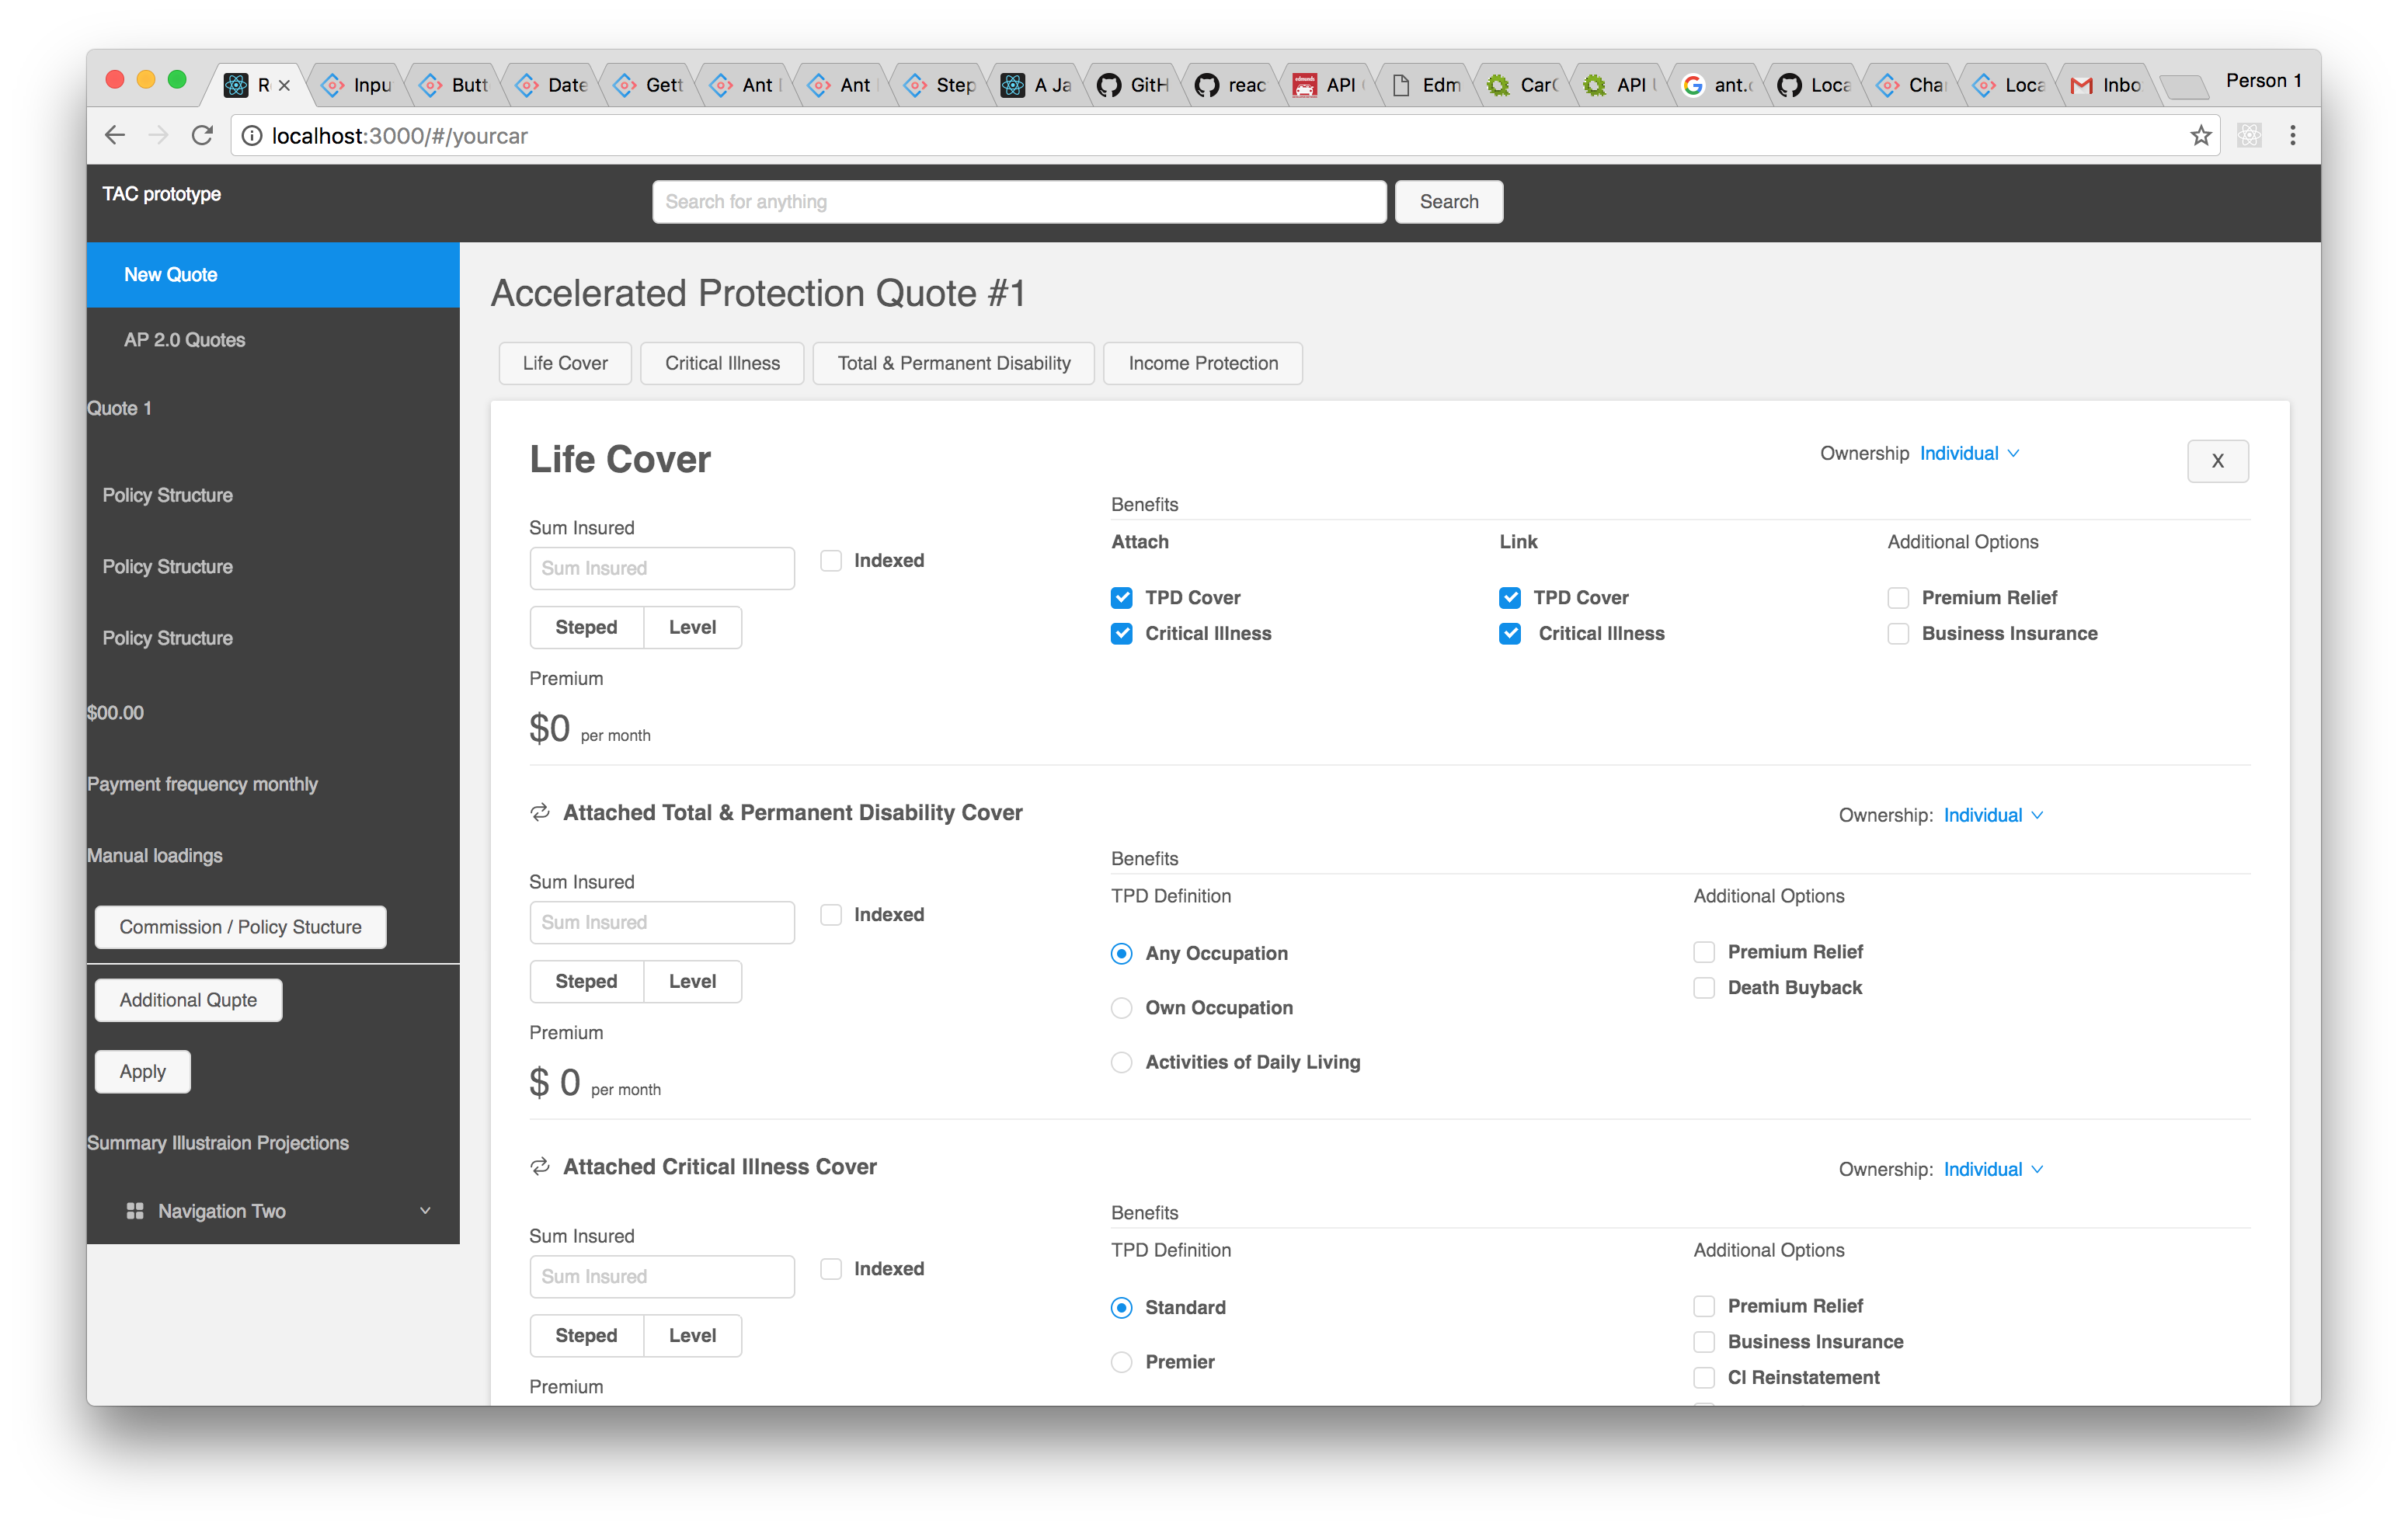 R
Inpu
Butt
Date
Gett
Ant
Ant
Step
A Ja
GitH
reac
API
Edm
Car
API
ant.
Loca
Cha
Loca
Inbo
Person 1
localhost:3000/#/yourcar
TAC prototype
Search for anything
Search
New Quote
AP 2.0 Quotes
Quote 1
Policy Structure
Policy Structure
Policy Structure
$00.00
Payment frequency monthly
Manual loadings
Commission / Policy Stucture
Additional Qupte
Apply
Summary Illustraion Projections
Navigation Two
Accelerated Protection Quote #1
Life Cover
Critical Illness
Total & Permanent Disability
Income Protection
Life Cover
Ownership Individual
X
Sum Insured
Sum Insured
Indexed
Steped
Level
Premium
$0 per month
Benefits
Attach
Link
Additional Options
TPD Cover
TPD Cover
Premium Relief
Critical Illness
Critical Illness
Business Insurance
Attached Total & Permanent Disability Cover
Ownership: Individual
Sum Insured
Sum Insured
Indexed
Steped
Level
Premium
$ 0 per month
Benefits
TPD Definition
Additional Options
Any Occupation
Premium Relief
Own Occupation
Death Buyback
Activities of Daily Living
Attached Critical Illness Cover
Ownership: Individual
Sum Insured
Sum Insured
Indexed
Steped
Level
Premium
Benefits
TPD Definition
Additional Options
Standard
Premium Relief
Premier
Business Insurance
CI Reinstatement